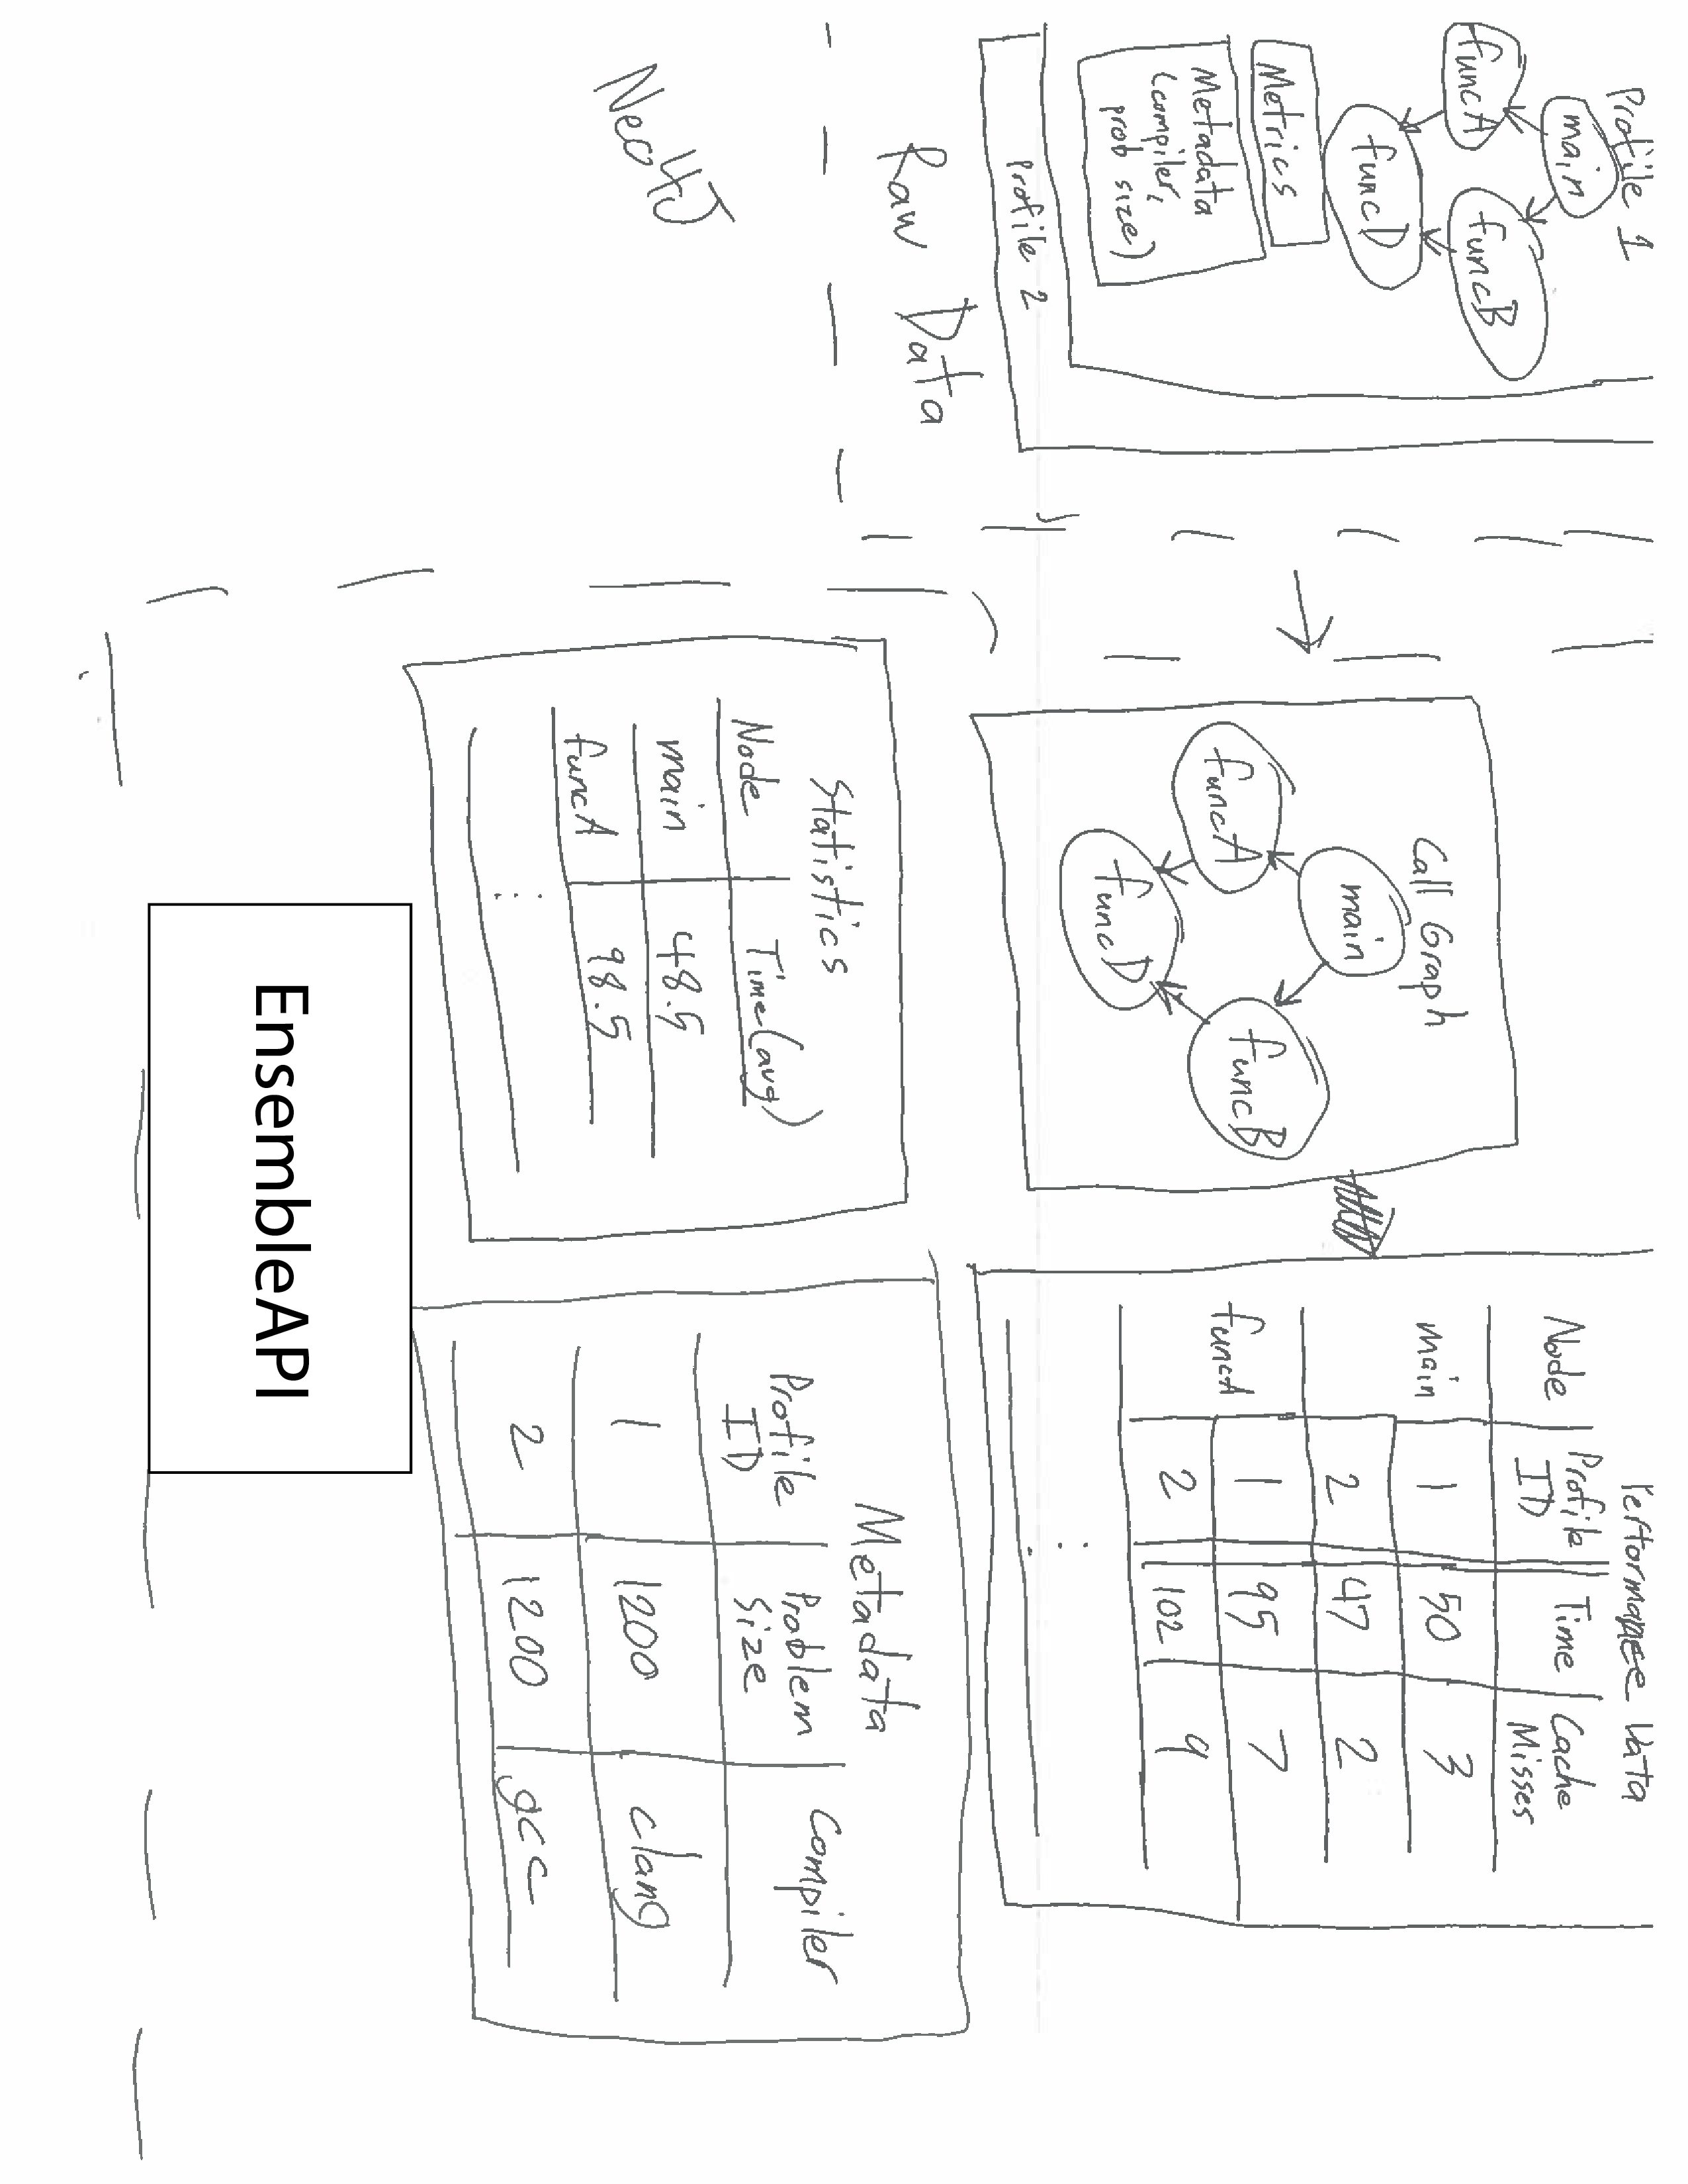 Profile 1
main
funcA
funcB
funcD
Metrics
Metadata
(compiler,
prob size)
Profile 2
Raw Data
Neo4J
Call Graph
main
funcA
funcB
funcD
Performance Data
Node Profile Time Cache
ID Misses
main 1 50 3
2 47 2
funcA 1 95 7
2 102 9
...
Statistics
Node Time (avg)
main 48.5
funcA 98.5
...
Metadata
Profile Problem Compiler
ID Size
1 1200 clang
2 1200 gcc
EnsembleAPI